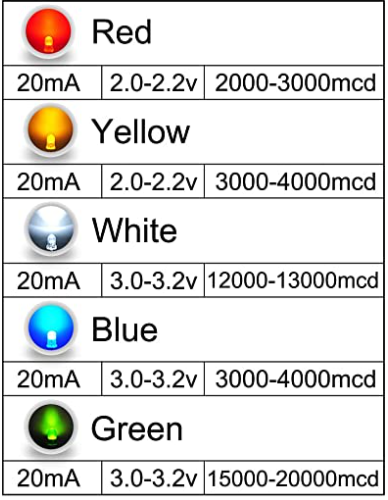 Red
20mA 2.0-2.2v 2000-3000mcd
Yellow
20mA 2.0-2.2v 3000-4000mcd
White
20mA 3.0-3.2v 12000-13000mcd
Blue
20mA 3.0-3.2v 3000-4000mcd
Green
20mA 3.0-3.2v 15000-20000mcd